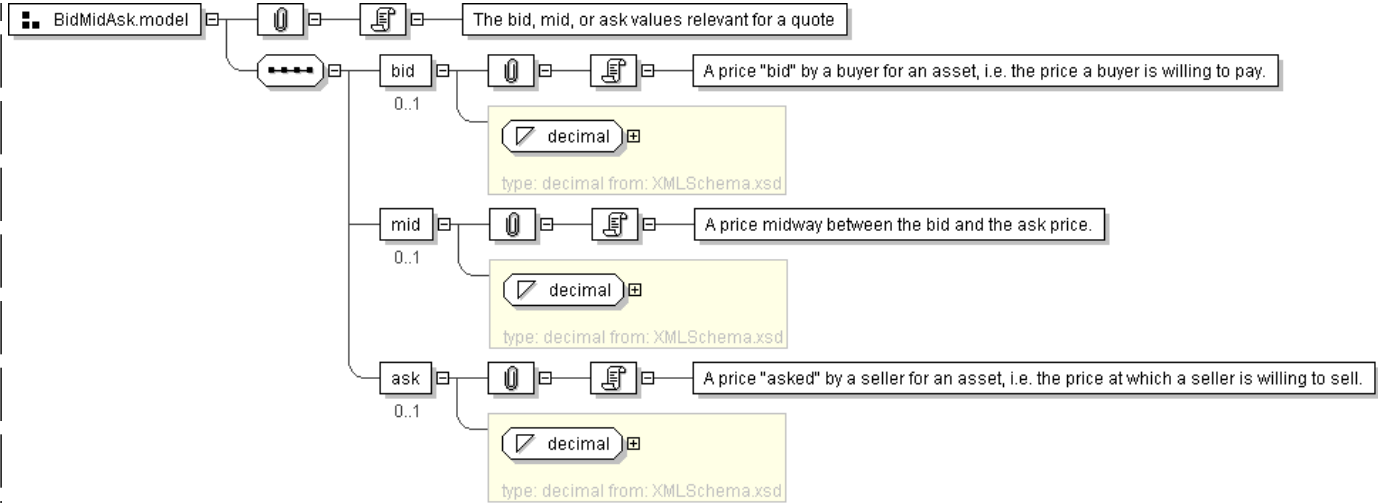 BidMidAsk.model
The bid, mid, or ask values relevant for a quote
bid
A price "bid" by a buyer for an asset, i.e. the price a buyer is willing to pay.
0..1
decimal
type: decimal from: XMLSchema.xsd
mid
A price midway between the bid and the ask price.
0..1
decimal
type: decimal from: XMLSchema.xsd
ask
A price "asked" by a seller for an asset, i.e. the price at which a seller is willing to sell.
0..1
decimal
type: decimal from: XMLSchema.xsd